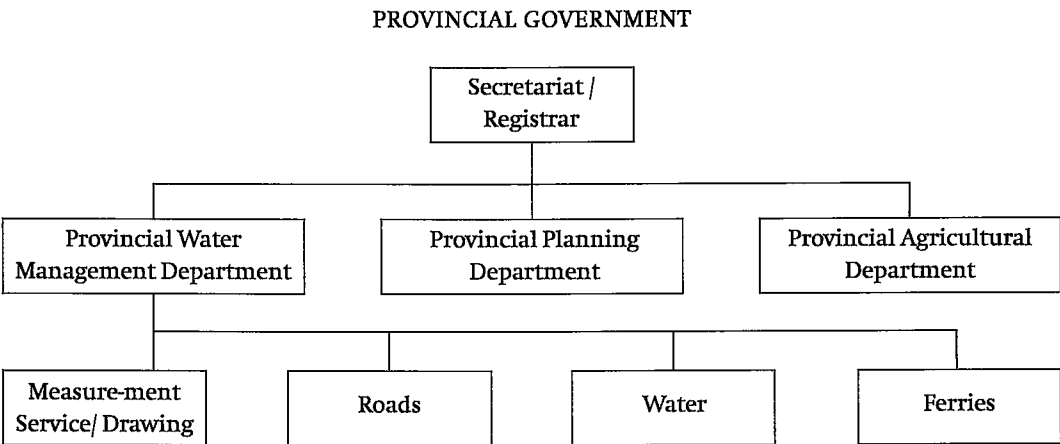 PROVINCIAL GOVERNMENT
Secretariat /
Registrar
Provincial Water
Management Department
Provincial Planning
Department
Provincial Agricultural
Department
Measure-ment
Service/ Drawing
Roads
Water
Ferries